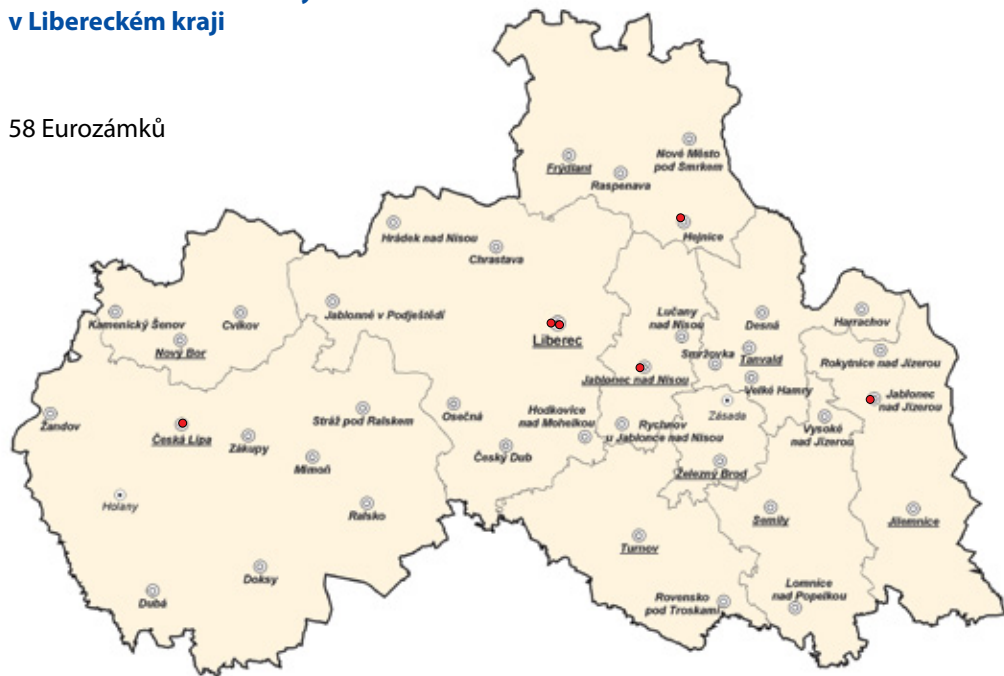 v Libereckém kraji
58 Eurozámků
Frýdlant
Nové Město
pod Smrkem
Raspenava
Hejnice
Hrádek nad Nisou
Chrastava
Kamenický Šenov
Cvikov
Jablonné v Podještědí
Nový Bor
Liberec
Lučany
nad Nisou
Desná
Harrachov
Smržovka
Tanvald
Rokytnice nad Jizerou
Jablonec nad Nisou
Velké Hamry
Jablonec
nad Jizerou
Žandov
Česká Lípa
Zákupy
Stráž pod Ralskem
Osečná
Hodkovice
nad Mohelkou
Rychnov
u Jablonce nad Nisou
Zásada
Vysoké
nad Jizerou
Mimoň
Český Dub
Železný Brod
Holany
Ralsko
Semily
Jilemnice
Turnov
Doksy
Dubá
Rovensko
pod Troskami
Lomnice
nad Popelkou